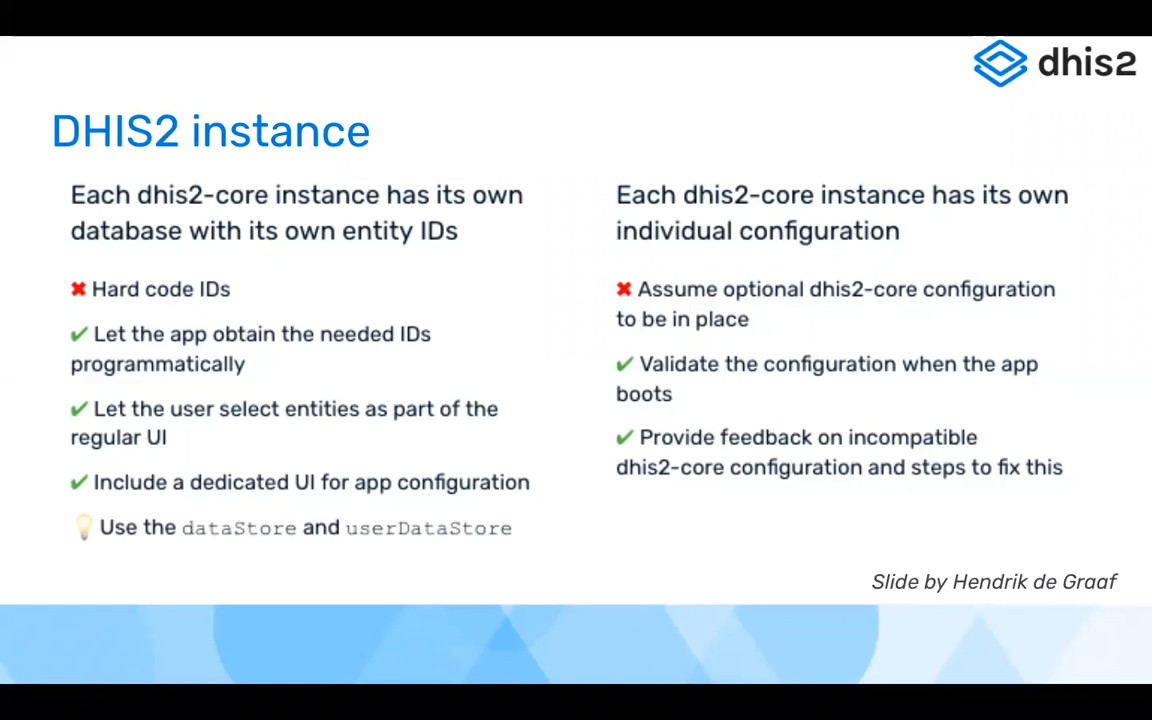 dhis2
DHIS2 instance
Each dhis2-core instance has its own
database with its own entity IDs
✖ Hard code IDs
✔ Let the app obtain the needed IDs
programmatically
✔ Let the user select entities as part of the
regular UI
✔ Include a dedicated UI for app configuration
💡 Use the dataStore and userDataStore
Each dhis2-core instance has its own
individual configuration
✖ Assume optional dhis2-core configuration
to be in place
✔ Validate the configuration when the app
boots
✔ Provide feedback on incompatible
dhis2-core configuration and steps to fix this
Slide by Hendrik de Graaf